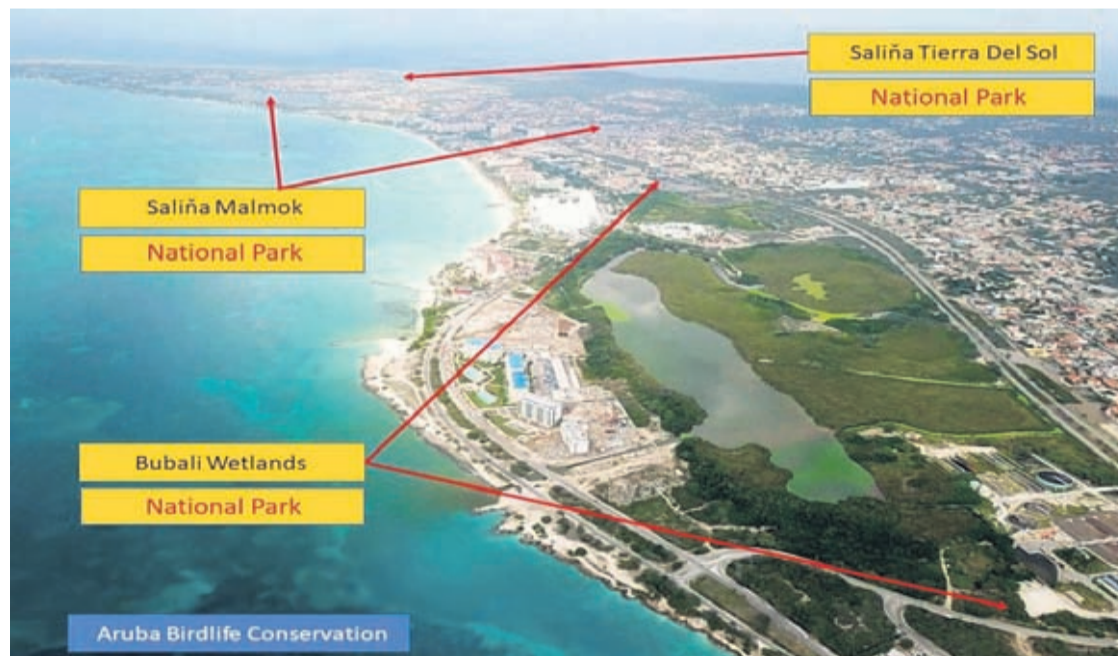 Saliña Tierra Del Sol
National Park
Saliña Malmok
National Park
Bubali Wetlands
National Park
Aruba Birdlife Conservation